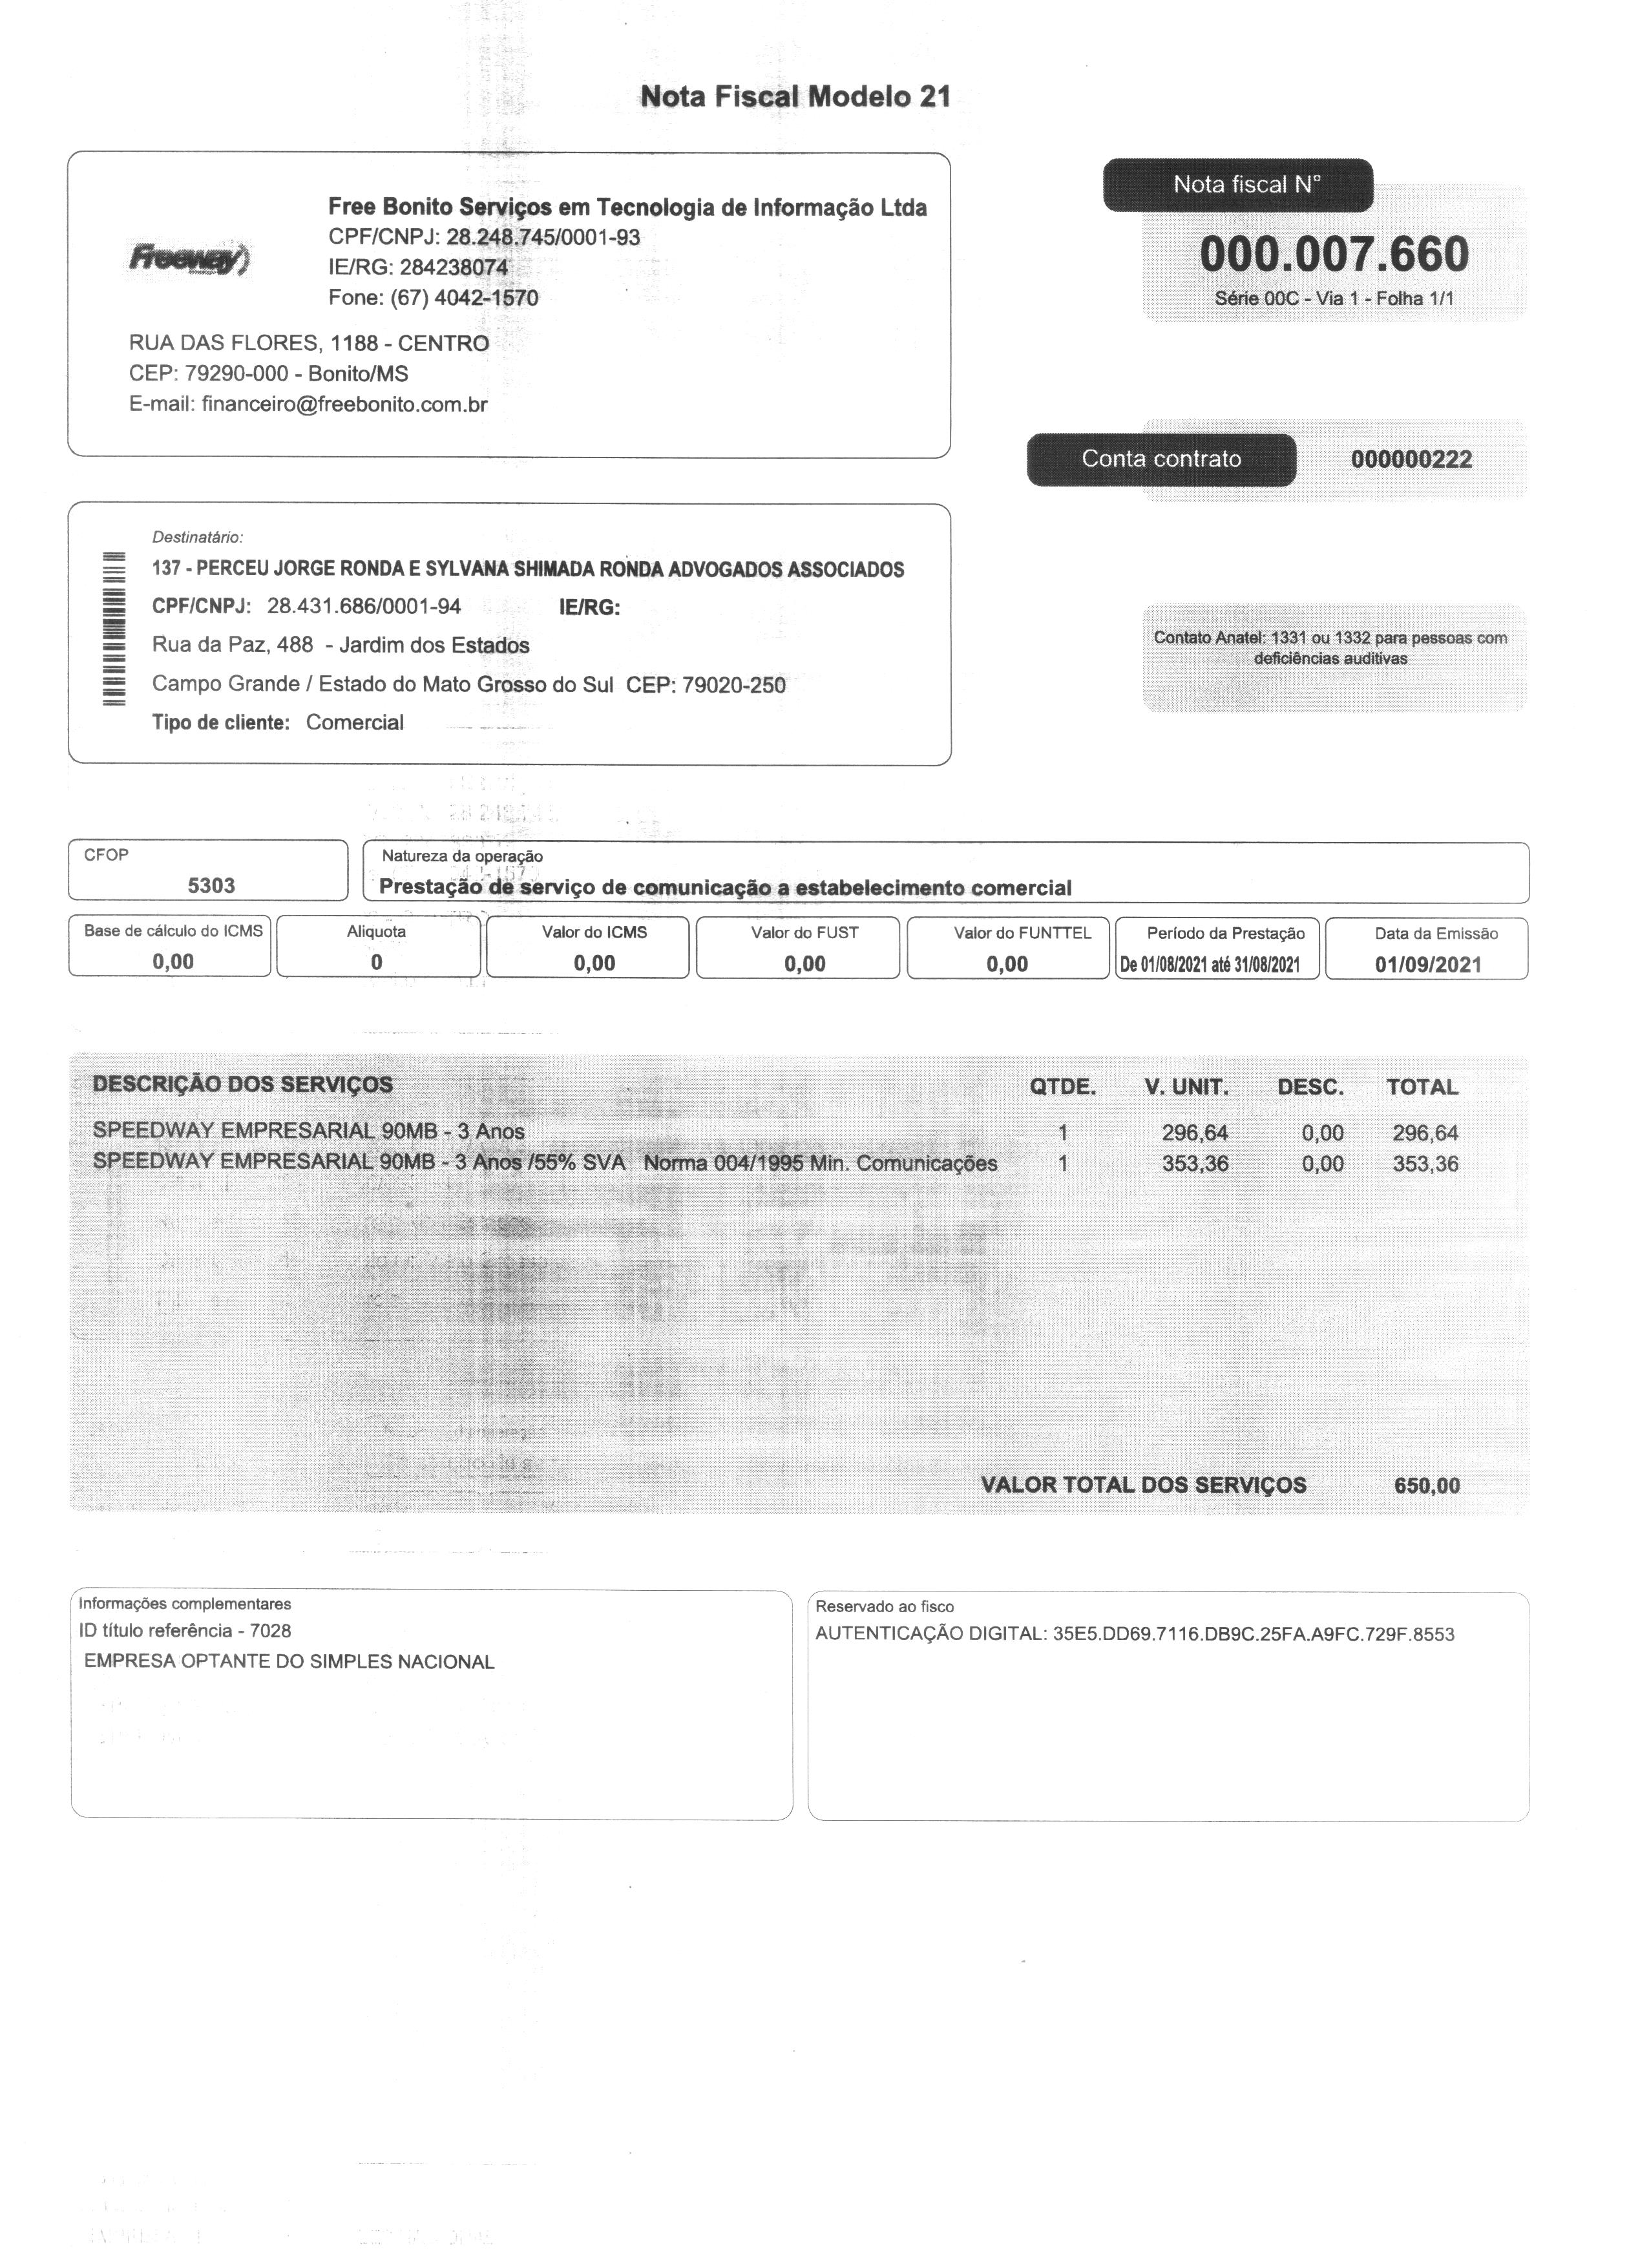 Nota Fiscal Modelo 21
Freeway
Free Bonito Serviços em Tecnologia de Informação Ltda
CPF/CNPJ: 28.248.745/0001-93
IE/RG: 284238074
Fone: (67) 4042-1570
RUA DAS FLORES, 1188 - CENTRO
CEP: 79290-000 - Bonito/MS
E-mail: financeiro@freebonito.com.br
Nota fiscal N°
000.007.660
Série 00C - Via 1 - Folha 1/1
Conta contrato 000000222
Destinatário:
137 - PERCEU JORGE RONDA E SYLVANA SHIMADA RONDA ADVOGADOS ASSOCIADOS
CPF/CNPJ: 28.431.686/0001-94 IE/RG:
Rua da Paz, 488 - Jardim dos Estados
Campo Grande / Estado do Mato Grosso do Sul CEP: 79020-250
Tipo de cliente: Comercial
Contato Anatel: 1331 ou 1332 para pessoas com
deficiências auditivas
CFOP
5303
Natureza da operação
Prestação de serviço de comunicação a estabelecimento comercial
Base de cálculo do ICMS
0,00
Aliquota
0
Valor do ICMS
0,00
Valor do FUST
0,00
Valor do FUNTTEL
0,00
Período da Prestação
De 01/08/2021 até 31/08/2021
Data da Emissão
01/09/2021
DESCRIÇÃO DOS SERVIÇOS QTDE. V. UNIT. DESC. TOTAL
SPEEDWAY EMPRESARIAL 90MB - 3 Anos 1 296,64 0,00 296,64
SPEEDWAY EMPRESARIAL 90MB - 3 Anos /55% SVA Norma 004/1995 Min. Comunicações 1 353,36 0,00 353,36
VALOR TOTAL DOS SERVIÇOS 650,00
Informações complementares
ID título referência - 7028
EMPRESA OPTANTE DO SIMPLES NACIONAL
Reservado ao fisco
AUTENTICAÇÃO DIGITAL: 35E5.DD69.7116.DB9C.25FA.A9FC.729F.8553